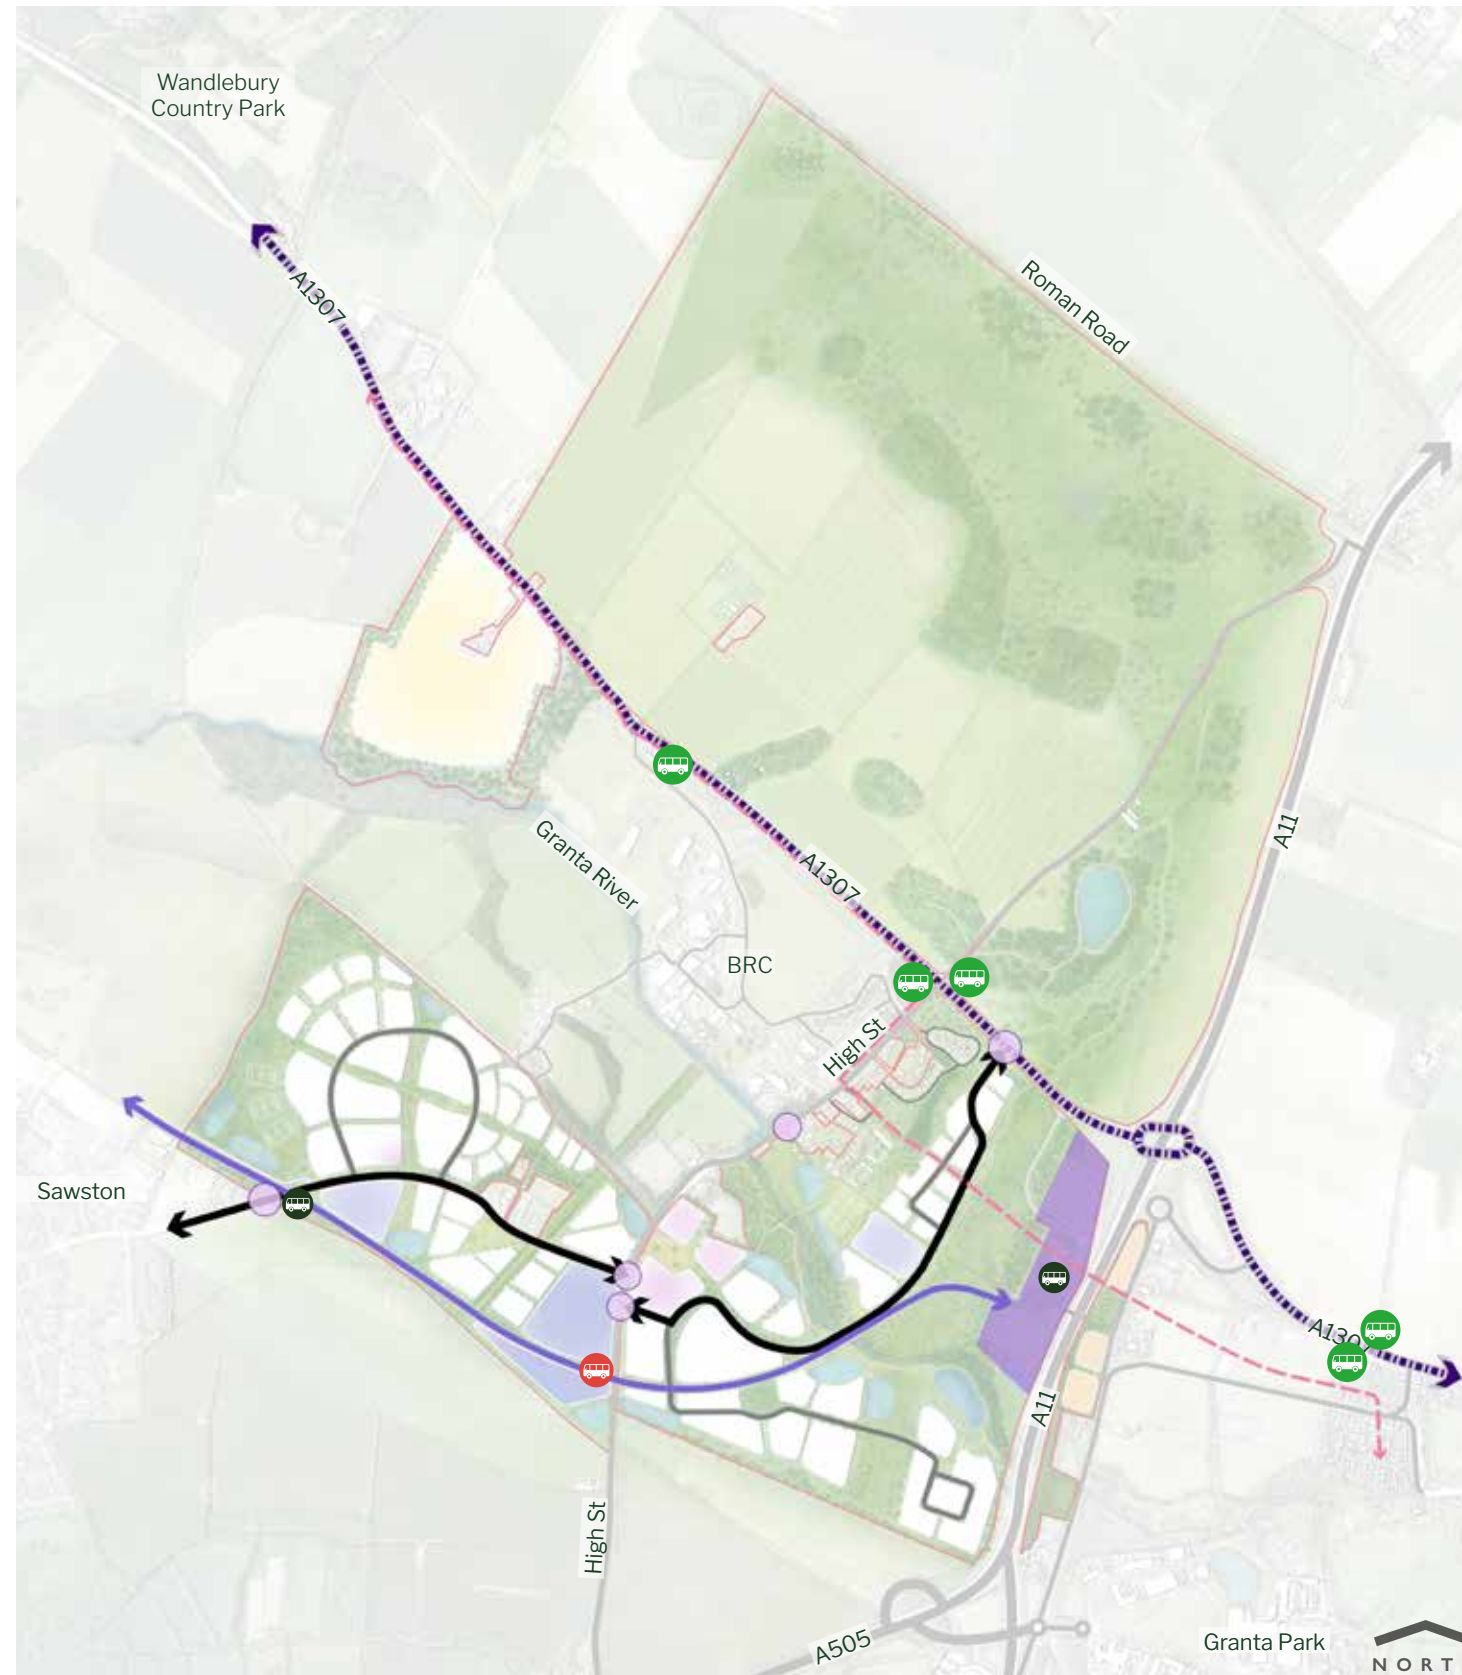 Wandlebury
Country Park
A1307
Roman Road
A11
Granta River
A1307
BRC
High St
Sawston
A130
A11
High St
A505
Granta Park
NORT